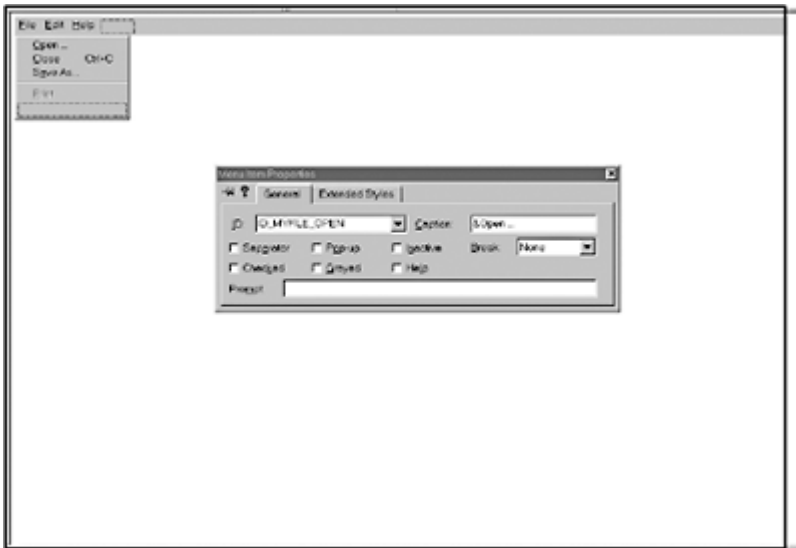 File Edit Help
Open ...
Close Ctrl+C
Save As...
Print
Menu Item Properties
General Extended Styles
ID: ID_MYFILE_OPEN Caption: &Open ...
Separator Pop-up Inactive Break: None
Checked Grayed Help
Prompt: